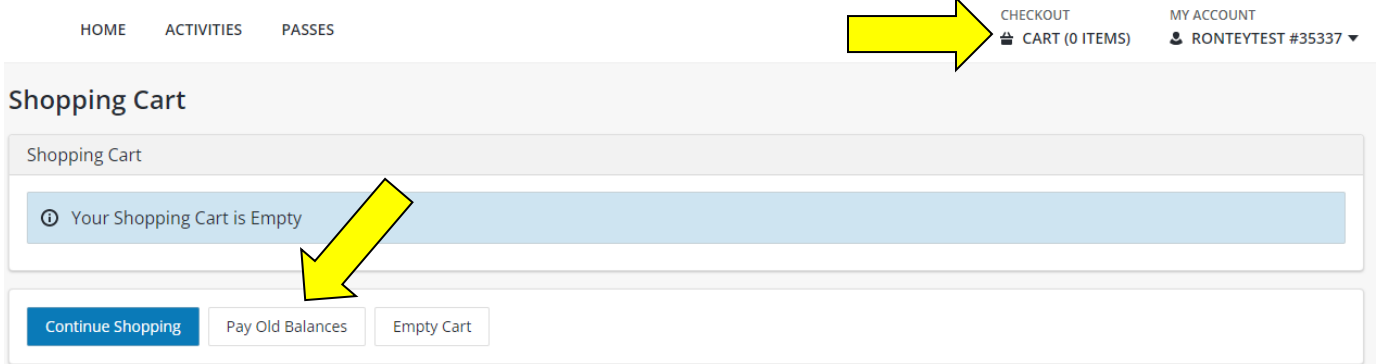 HOME ACTIVITIES PASSES
CHECKOUT
CART (0 ITEMS)
MY ACCOUNT
RONTEYTEST #35337
Shopping Cart
Shopping Cart
Your Shopping Cart is Empty
Continue Shopping Pay Old Balances Empty Cart